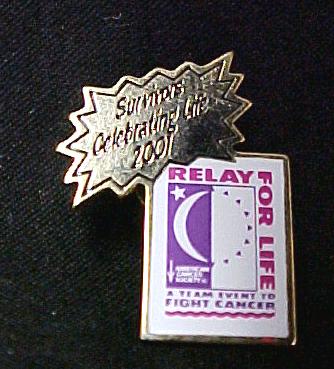 Survivors
Celebrating Life
2001
RELAY
FOR LIFE
AMERICAN
CANCER
SOCIETY
A TEAM EVENT TO
FIGHT CANCER